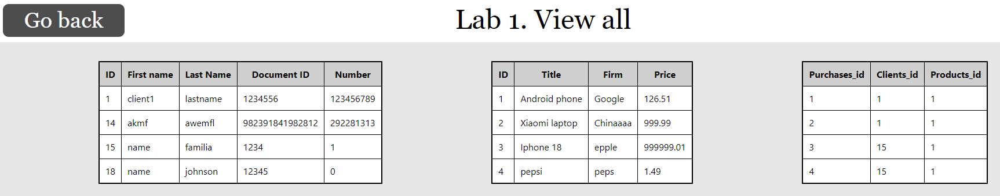 Go back
Lab 1. View all
ID First name Last Name Document ID Number
1 client1 lastname 1234556 123456789
14 akmf awemfl 982391841982812 292281313
15 name familia 1234 1
18 name johnson 12345 0
ID Title Firm Price
1 Android phone Google 126.51
2 Xiaomi laptop Chinaaaa 999.99
3 Iphone 18 epple 999999.01
4 pepsi peps 1.49
Purchases_id Clients_id Products_id
1 1 1
2 1 1
3 15 1
4 15 1